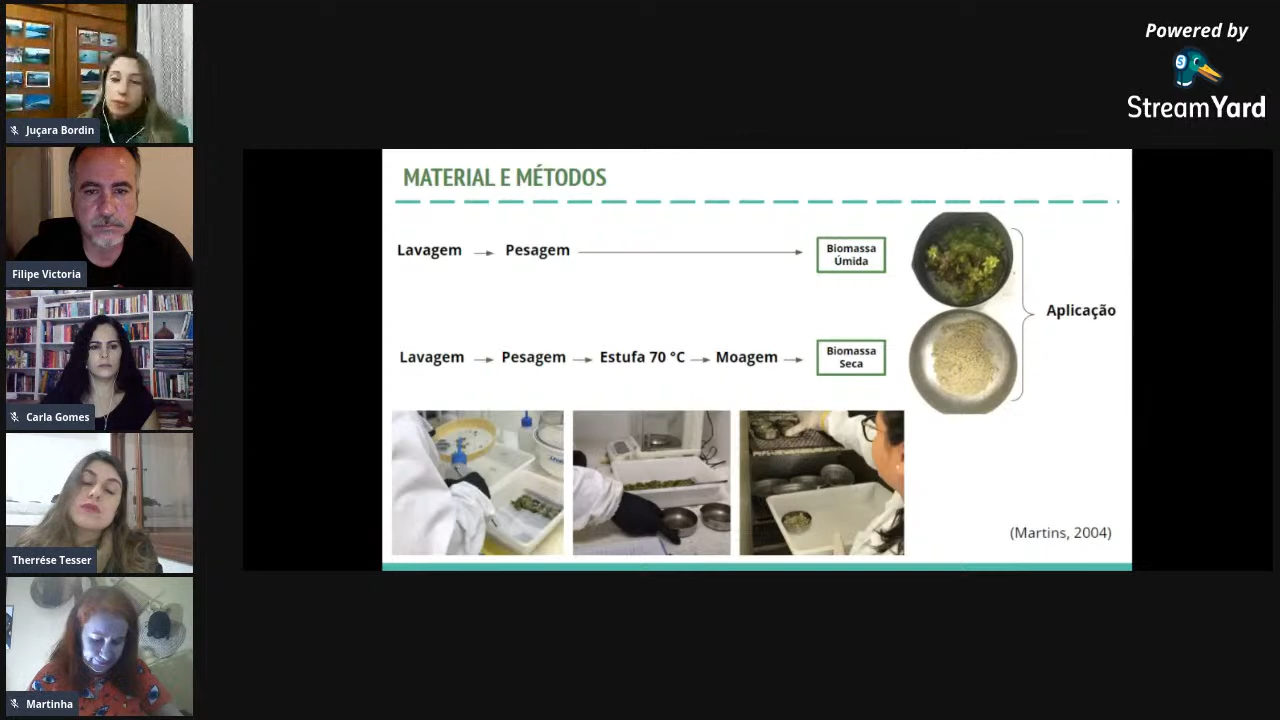 Juçara Bordin
Filipe Victoria
Carla Gomes
Therrése Tesser
Martinha
Powered by
StreamYard
MATERIAL E MÉTODOS
Lavagem → Pesagem → Biomassa
Úmida
Aplicação
Lavagem → Pesagem → Estufa 70 °C → Moagem → Biomassa
Seca
(Martins, 2004)